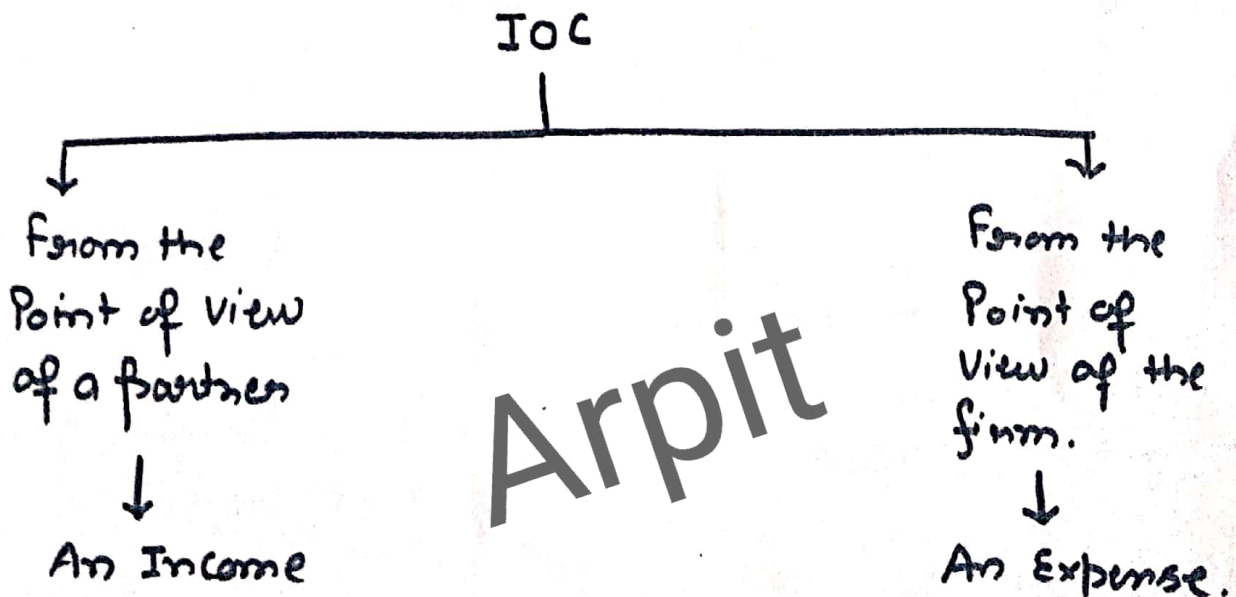 IOC
From the
Point of view
of a partner
An Income
From the
Point of
View of the
firm.
An Expense.
Arpit